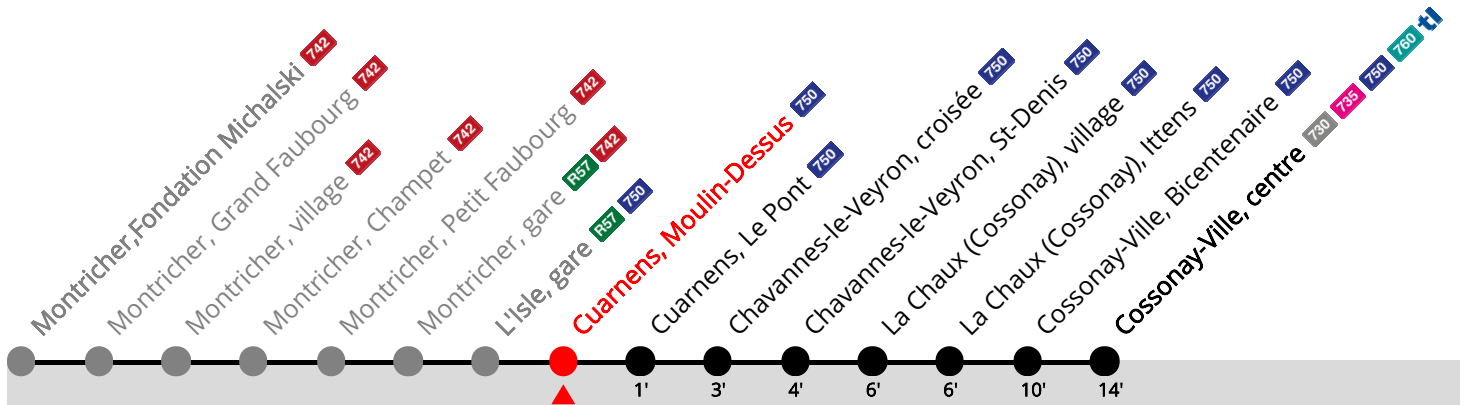 Montricher,Fondation Michalski 742
Montricher, Grand Faubourg 742
Montricher, village 742
Montricher, Champet 742
Montricher, Petit Faubourg 742
Montricher, gare R57 742
L'Isle, gare R57 750
Cuarnens, Moulin-Dessus 750
Cuarnens, Le Pont 750
Chavannes-le-Veyron, croisée 750
Chavannes-le-Veyron, St-Denis 750
La Chaux (Cossonay), village 750
La Chaux (Cossonay), Ittens 750
Cossonay-Ville, Bicentenaire 750
Cossonay-Ville, centre 730 735 750 760 tl
1' 3' 4' 6' 6' 10' 14'